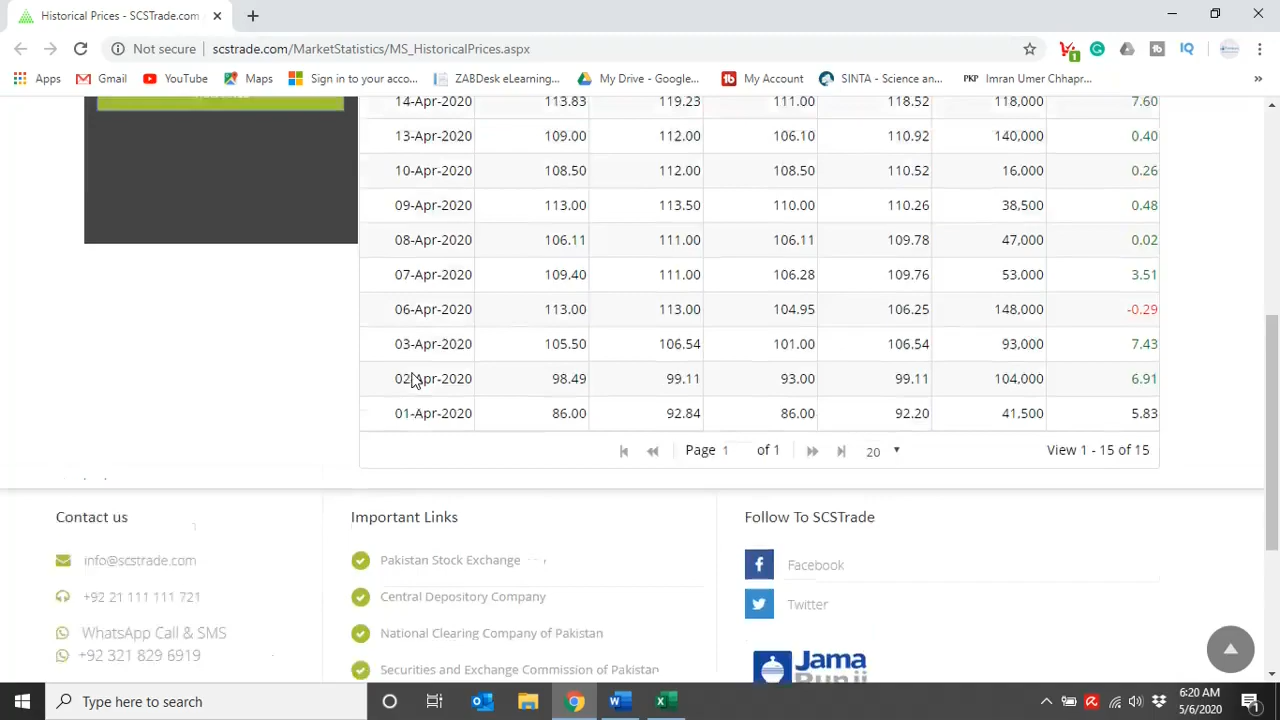 Historical Prices - SCSTrade.com
Not secure scstrade.com/MarketStatistics/MS_HistoricalPrices.aspx
Apps Gmail YouTube Maps Sign in to your acco... ZABDesk eLearning... My Drive - Google... My Account SINTA - Science an... PKP Imran Umer Chhapr... »
14-Apr-2020 113.83 119.23 111.00 118.52 118,000 7.60
13-Apr-2020 109.00 112.00 106.10 110.92 140,000 0.40
10-Apr-2020 108.50 112.00 108.50 110.52 16,000 0.26
09-Apr-2020 113.00 113.50 110.00 110.26 38,500 0.48
08-Apr-2020 106.11 111.00 106.11 109.78 47,000 0.02
07-Apr-2020 109.40 111.00 106.28 109.76 53,000 3.51
06-Apr-2020 113.00 113.00 104.95 106.25 148,000 -0.29
03-Apr-2020 105.50 106.54 101.00 106.54 93,000 7.43
02-Apr-2020 98.49 99.11 93.00 99.11 104,000 6.91
01-Apr-2020 86.00 92.84 86.00 92.20 41,500 5.83
Page 1 of 1 20 View 1 - 15 of 15
Contact us
info@scstrade.com
+92 21 111 111 721
WhatsApp Call & SMS
+92 321 829 6919
Important Links
Pakistan Stock Exchange
Central Depository Company
National Clearing Company of Pakistan
Securities and Exchange Commission of Pakistan
Follow To SCSTrade
Facebook
Twitter
Jama
Type here to search
6:20 AM
5/6/2020